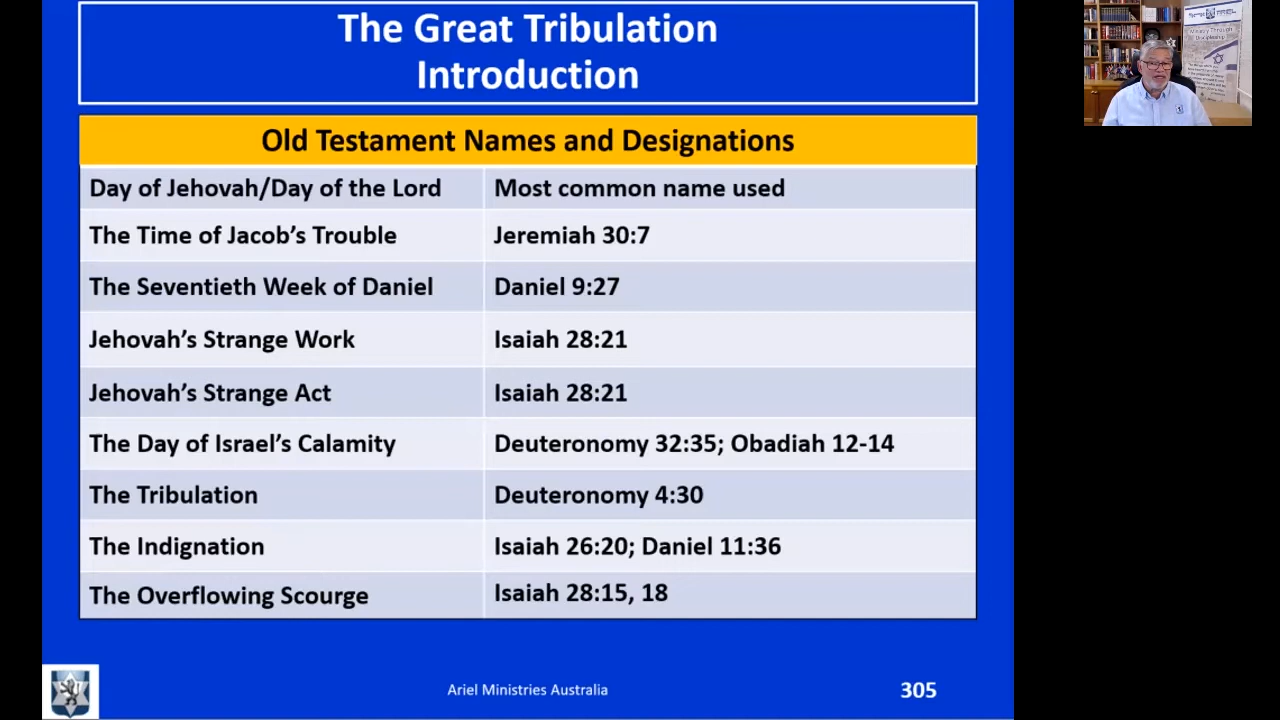 The Great Tribulation
Introduction
Old Testament Names and Designations
Day of Jehovah/Day of the Lord Most common name used
The Time of Jacob's Trouble Jeremiah 30:7
The Seventieth Week of Daniel Daniel 9:27
Jehovah's Strange Work Isaiah 28:21
Jehovah's Strange Act Isaiah 28:21
The Day of Israel's Calamity Deuteronomy 32:35; Obadiah 12-14
The Tribulation Deuteronomy 4:30
The Indignation Isaiah 26:20; Daniel 11:36
The Overflowing Scourge Isaiah 28:15, 18
Ariel Ministries Australia
305
Ministry Through
Discipleship